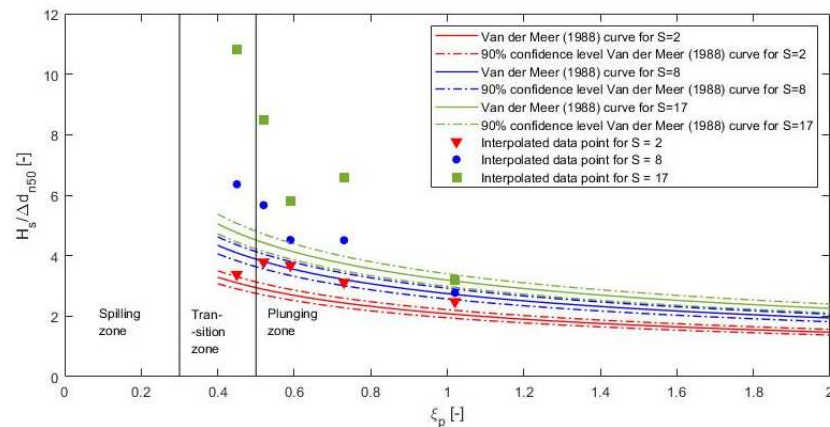 12
10
8
6
4
2
0
H_s/Δd_n50 [-]
Van der Meer (1988) curve for S=2
90% confidence level Van der Meer (1988) curve for S=2
Van der Meer (1988) curve for S=8
90% confidence level Van der Meer (1988) curve for S=8
Van der Meer (1988) curve for S=17
90% confidence level Van der Meer (1988) curve for S=17
Interpolated data point for S = 2
Interpolated data point for S = 8
Interpolated data point for S = 17
Spilling
zone
Tran-
-sition
zone
Plunging
zone
0 0.2 0.4 0.6 0.8 1 1.2 1.4 1.6 1.8 2
ξ_p [-]